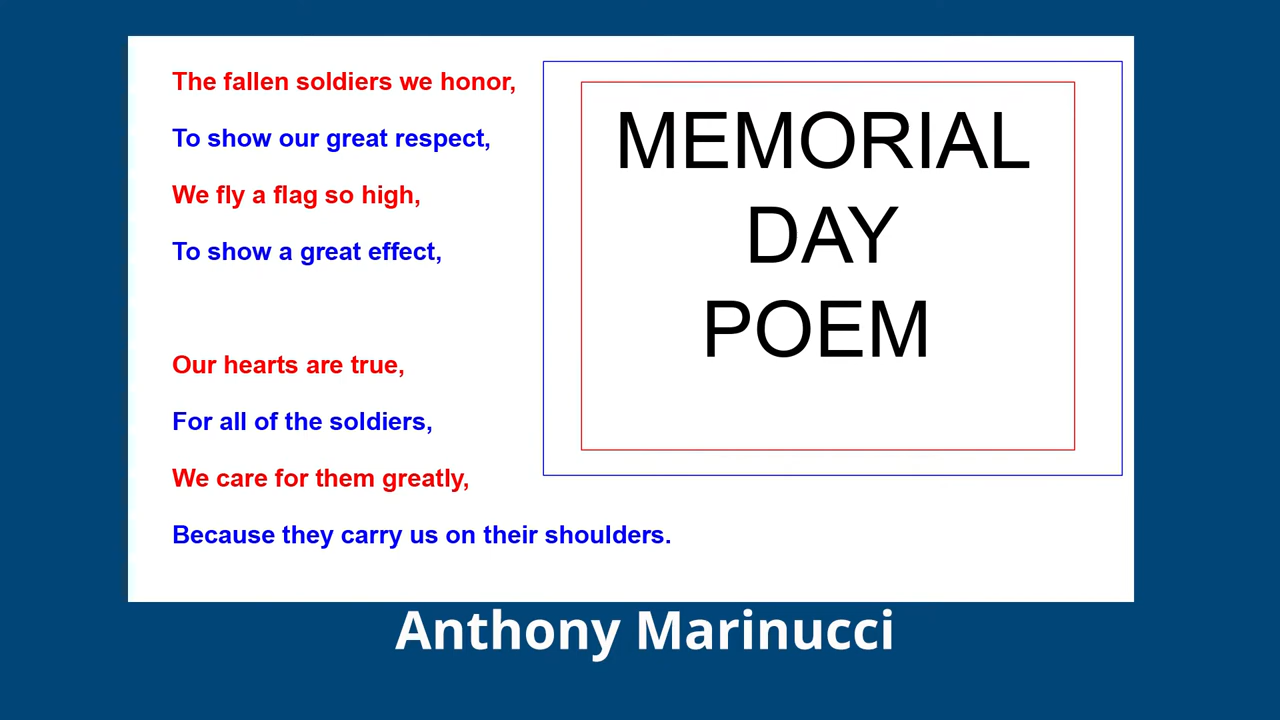 The fallen soldiers we honor,
To show our great respect,
We fly a flag so high,
To show a great effect,
Our hearts are true,
For all of the soldiers,
We care for them greatly,
Because they carry us on their shoulders.
MEMORIAL
DAY
POEM
Anthony Marinucci